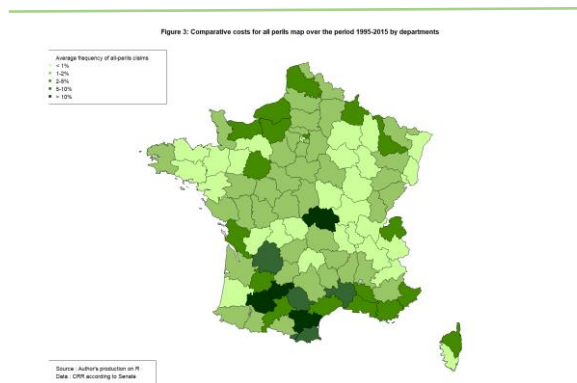 Figure 3: Comparative costs for all perils map over the period 1995-2015 by departments
Average frequency of all-perils claims
< 1%
1-2%
2-5%
5-10%
> 10%
Source : Author's production on R
Data : CRR according to Senate